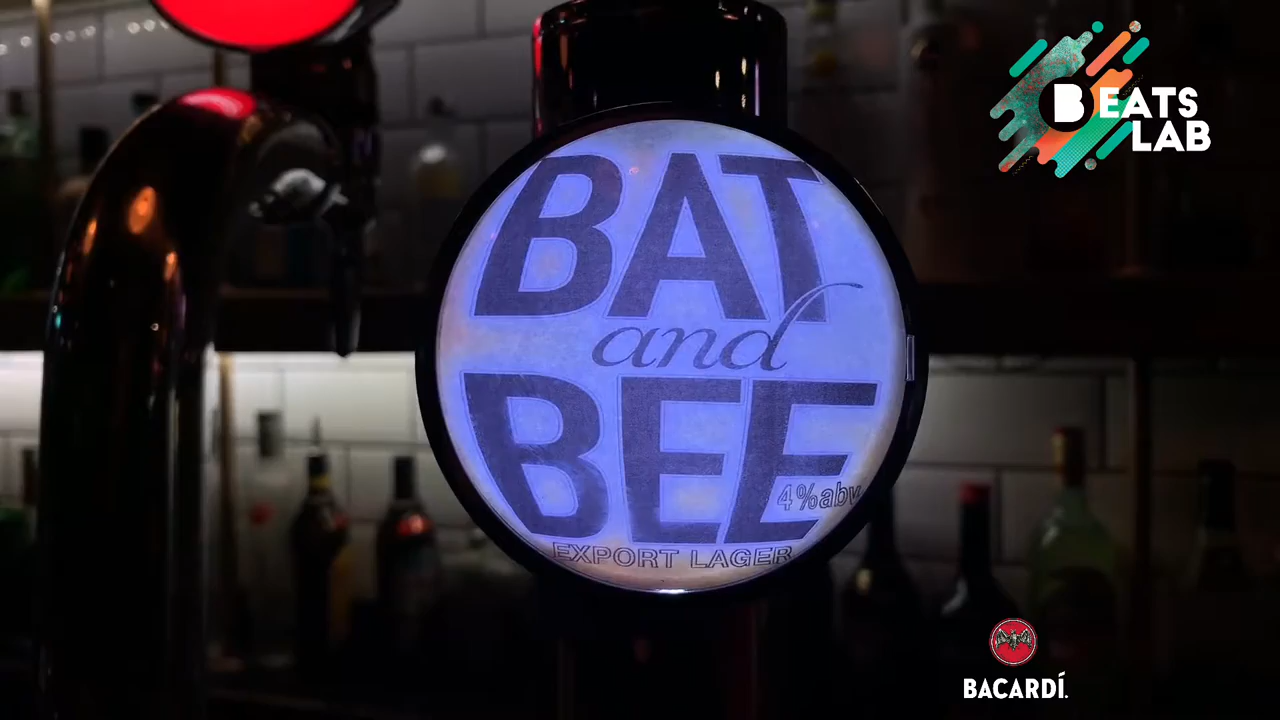 BAT
and
BEE
4%abv
EXPORT LAGER
BEATS
LAB
BACARDÍ.